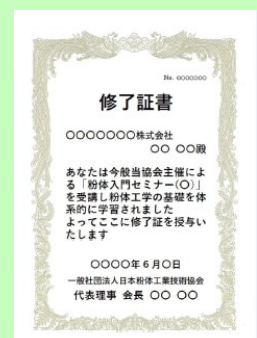 No. 0000000
修了証書
○○○○○○○株式会社
○○ ○○殿
あなたは今般当協会主催によ
る「粉体入門セミナー(○)」
を受講し粉体工学の基礎を体
系的に学習されました
よってここに修了証を授与い
たします
○○○○年６月○日
一般社団法人日本粉体工業技術協会
代表理事 会長 ○○ ○○